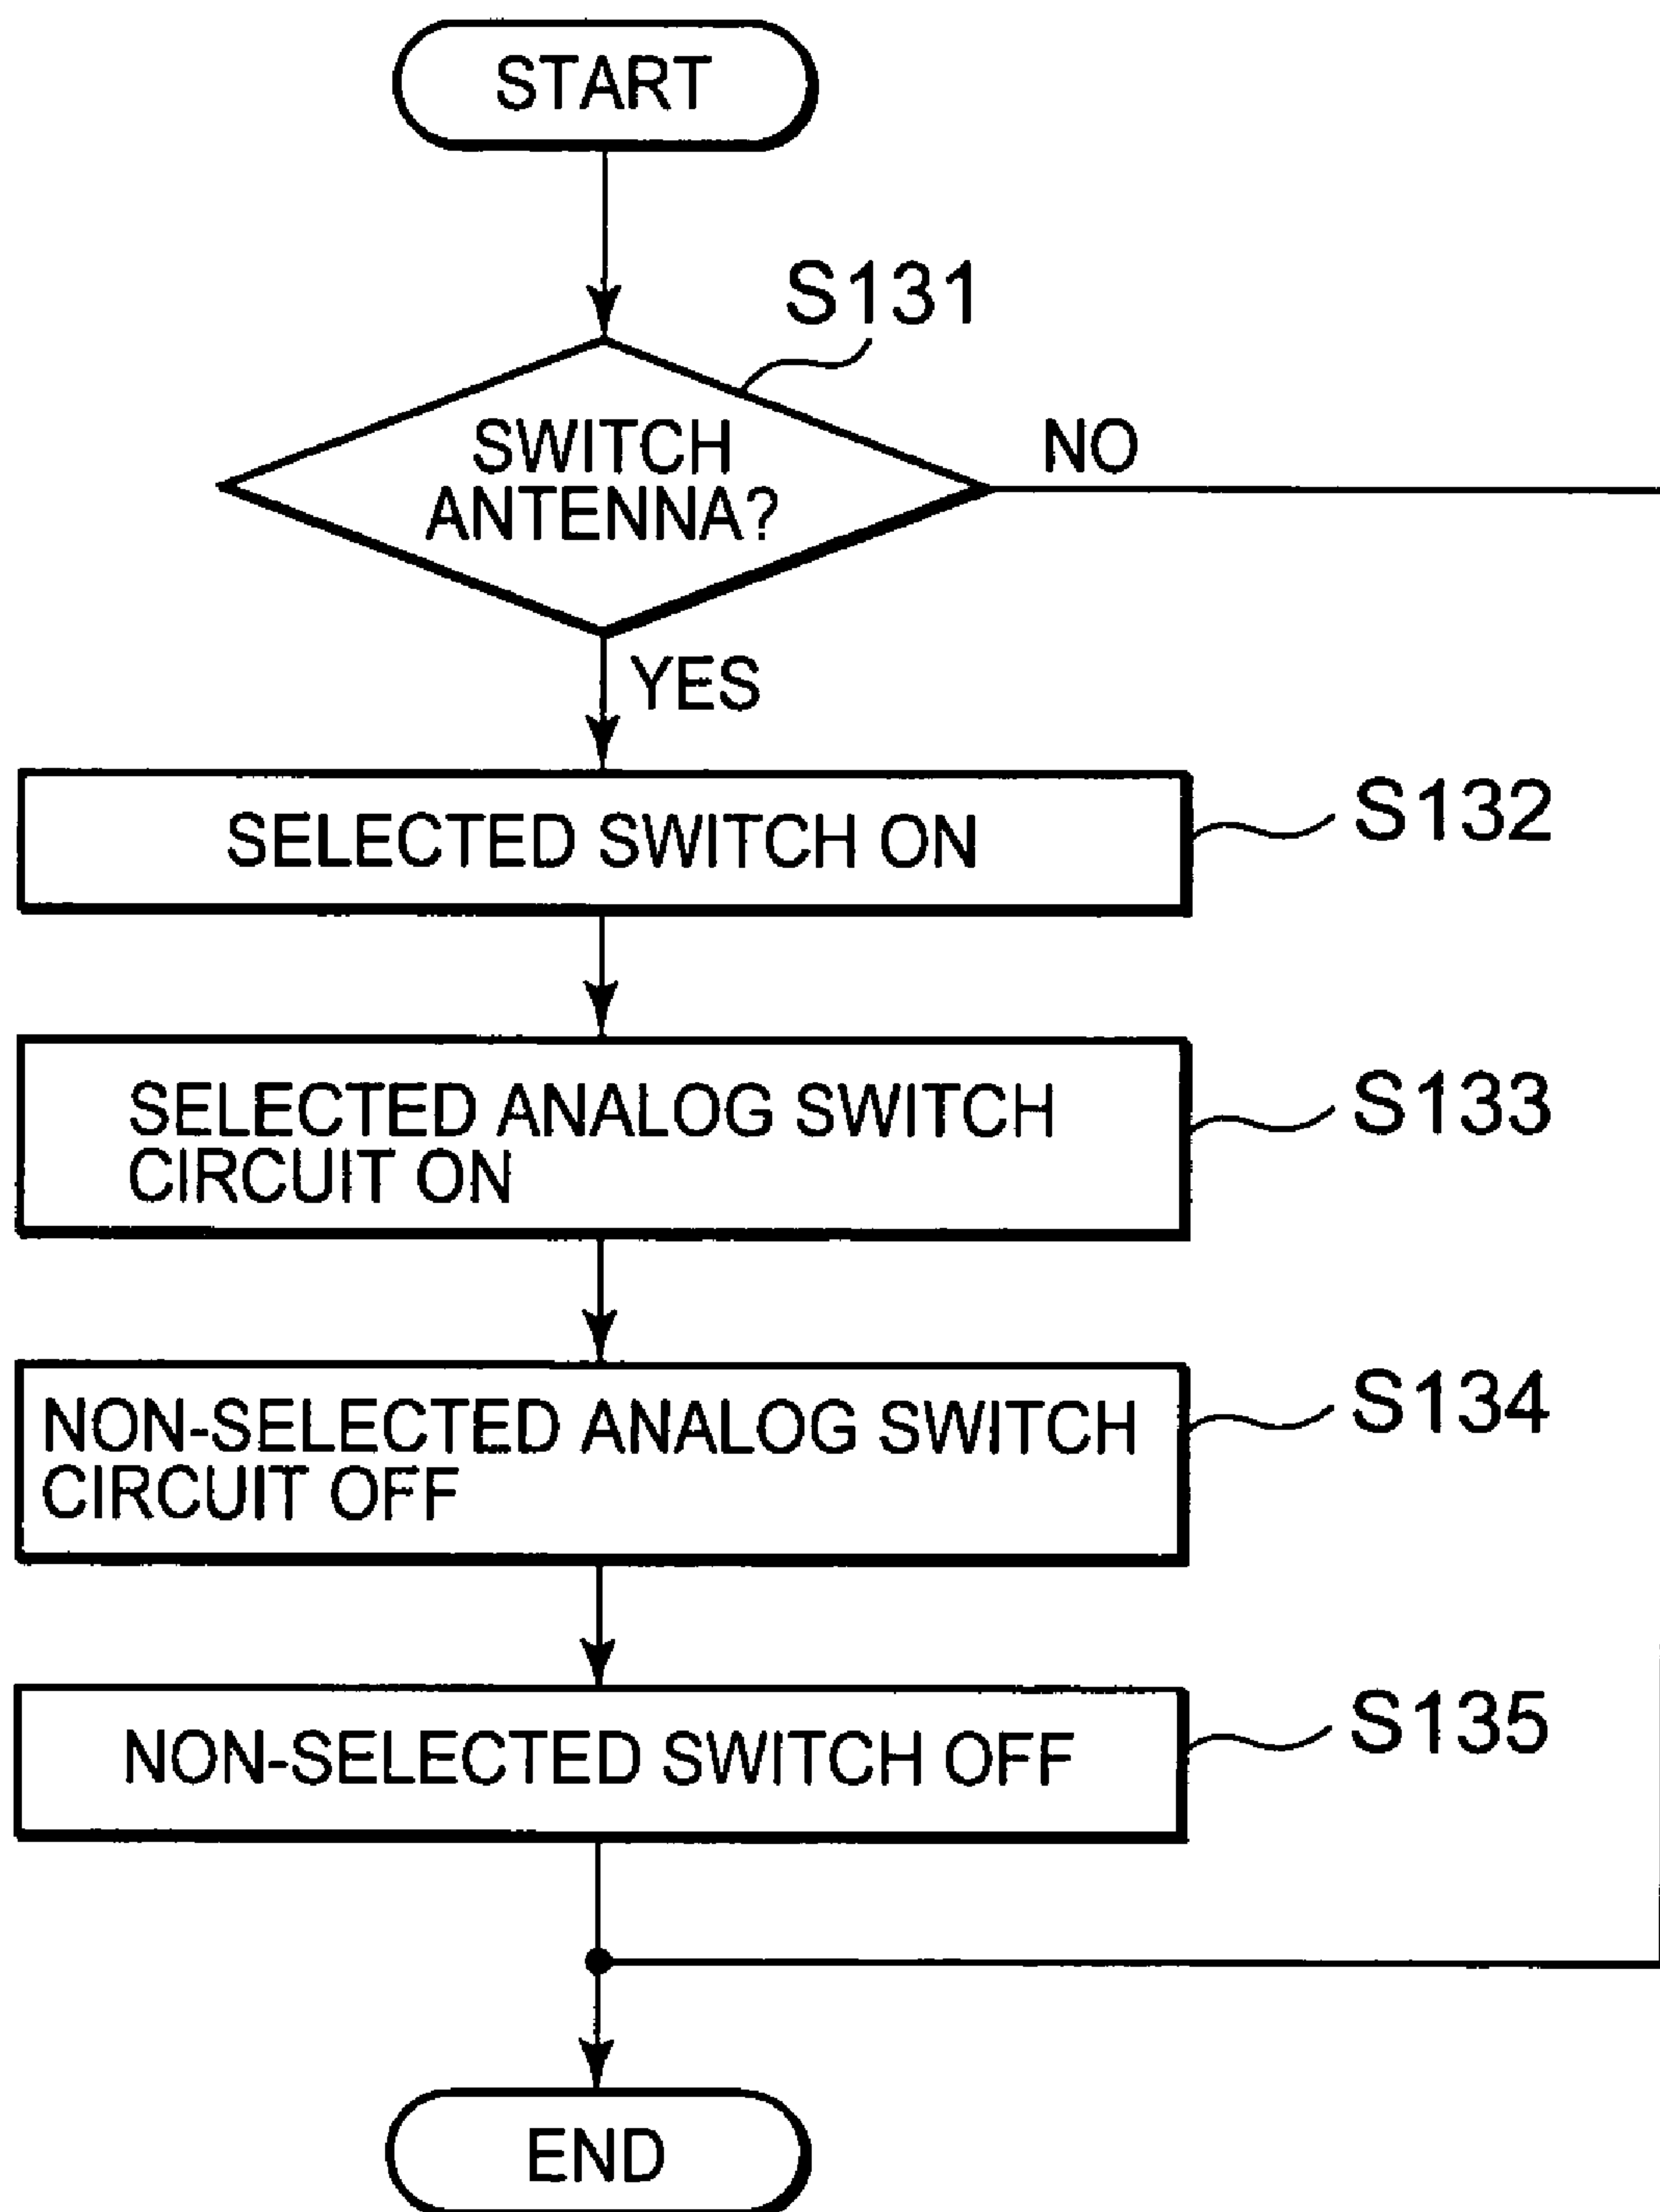 START
S131
SWITCH
ANTENNA?
NO
YES
SELECTED SWITCH ON
S132
SELECTED ANALOG SWITCH
CIRCUIT ON
S133
NON-SELECTED ANALOG SWITCH
CIRCUIT OFF
S134
NON-SELECTED SWITCH OFF
S135
END